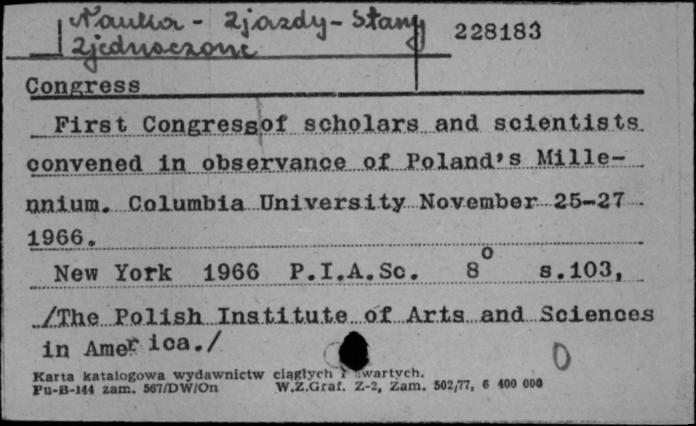 Nauka - Zjazdy - Stany
Zjednoczone
228183
Congress
First Congress of scholars and scientists
convened in observance of Poland's Mille-
nnium. Columbia University November 25-27
1966.
New York 1966 P.I.A.Sc. 8° s.103,
/The Polish Institute of Arts and Sciences
in America./
0
Karta katalogowa wydawnictw ciągłych i zwartych.
Pu-B-144 zam. 567/DW/On W.Z.Graf. Z-2, Zam. 502/77, 6 400 000